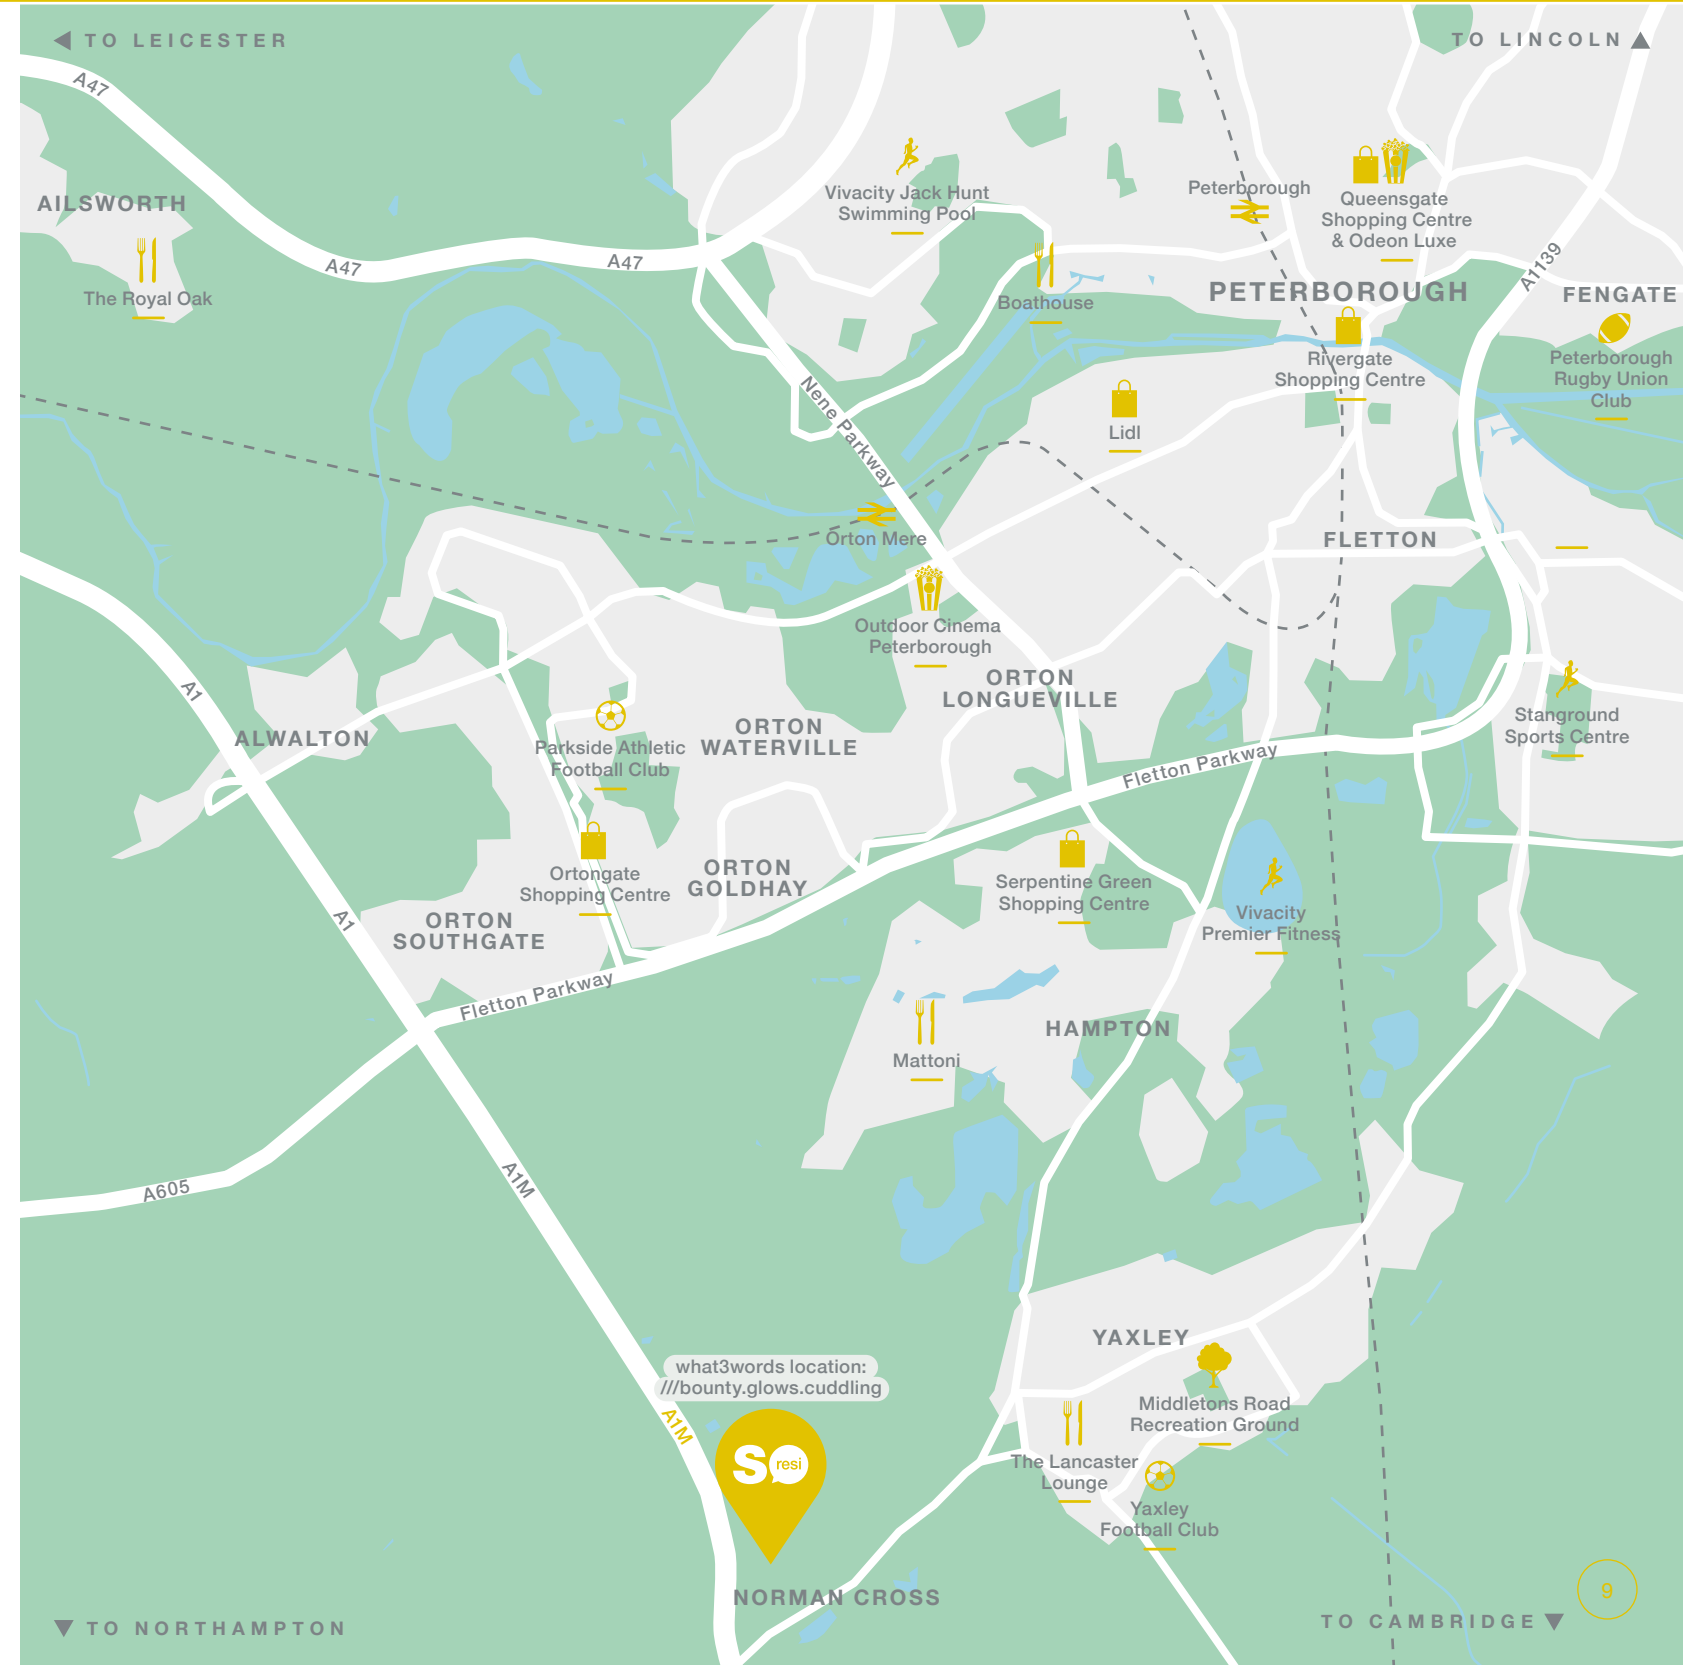 TO LEICESTER
TO LINCOLN
A47
AILSWORTH
The Royal Oak
A47
A47
Vivacity Jack Hunt
Swimming Pool
Peterborough
Queensgate
Shopping Centre
& Odeon Luxe
A1139
Boathouse
PETERBOROUGH
FENGATE
Rivergate
Shopping Centre
Peterborough
Rugby Union
Club
Nene Parkway
Lidl
Orton Mere
FLETTON
Outdoor Cinema
Peterborough
ORTON
LONGUEVILLE
A1
ALWALTON
Parkside Athletic
Football Club
ORTON
WATERVILLE
Stanground
Sports Centre
Fletton Parkway
Ortongate
Shopping Centre
ORTON
GOLDHAY
Serpentine Green
Shopping Centre
Vivacity
Premier Fitness
A1
ORTON
SOUTHGATE
Fletton Parkway
Mattoni
HAMPTON
A605
A1M
YAXLEY
what3words location:
///bounty.glows.cuddling
A1M
so
resi
Middletons Road
Recreation Ground
The Lancaster
Lounge
Yaxley
Football Club
NORMAN CROSS
9
TO NORTHAMPTON
TO CAMBRIDGE